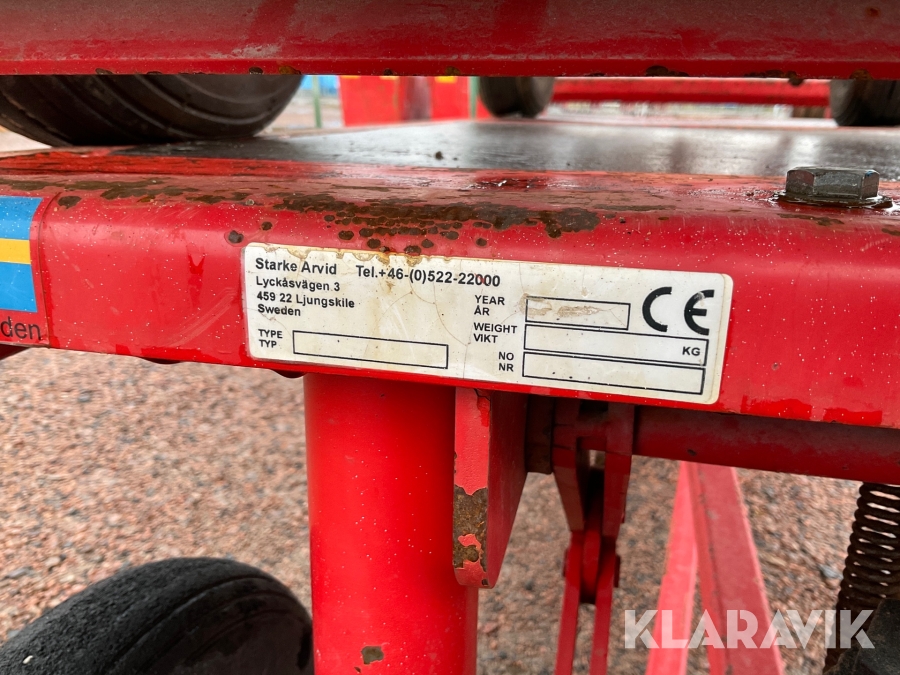 Starke Arvid Tel.+46-(0)522-22000
Lyckåsvägen 3
459 22 Ljungskile
Sweden
TYPE
TYP
YEAR
ÅR
WEIGHT
VIKT
KG
NO
NR
CE
den
KLARAVIK